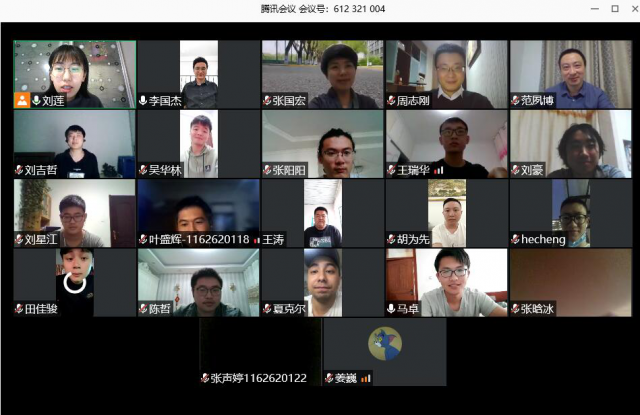 腾讯会议 会议号：612 321 004
刘莲
李国杰
张国宏
周志刚
范夙博
刘吉哲
吴华林
张阳阳
王瑞华
刘豪
刘星江
叶盛辉-1162620118
王涛
胡为先
hecheng
田佳骏
陈哲
夏克尔
马卓
张晗冰
张声婷1162620122
姜巍